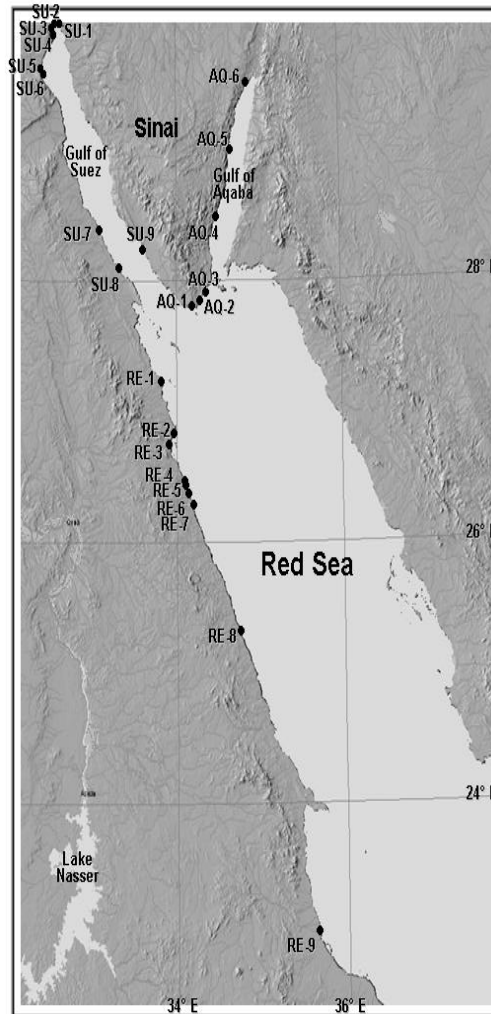 SU-2
SU-3
SU-1
SU-4
SU-5
SU-6
AQ-6
Sinai
AQ-5
Gulf of
Suez
Gulf of
Aqaba
SU-7
SU-9
AQ-4
SU-8
28° N
AQ-3
AQ-1
AQ-2
RE-1
RE-2
RE-3
RE-4
RE-5
RE-6
RE-7
26° N
Red Sea
RE-8
24° N
Lake
Nasser
RE-9
34° E
36° E